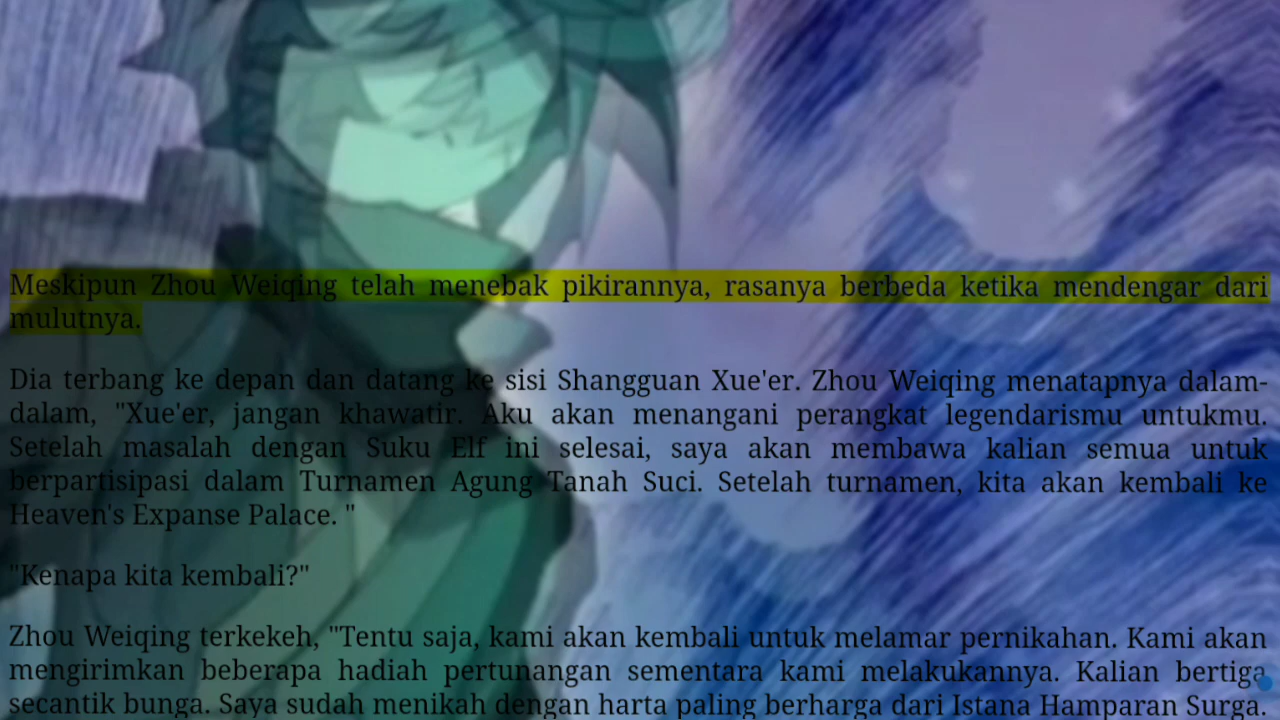 Meskipun Zhou Weiqing telah menebak pikirannya, rasanya berbeda ketika mendengar dari
mulutnya.
Dia terbang ke depan dan datang ke sisi Shangguan Xue'er. Zhou Weiqing menatapnya dalam-
dalam, "Xue'er, jangan khawatir. Aku akan menangani perangkat legendarismu untukmu.
Setelah masalah dengan Suku Elf ini selesai, saya akan membawa kalian semua untuk
berpartisipasi dalam Turnamen Agung Tanah Suci. Setelah turnamen, kita akan kembali ke
Heaven's Expanse Palace. "
"Kenapa kita kembali?"
Zhou Weiqing terkekeh, "Tentu saja, kami akan kembali untuk melamar pernikahan. Kami akan
mengirimkan beberapa hadiah pertunangan sementara kami melakukannya. Kalian bertiga
secantik bunga. Saya sudah menikah dengan harta paling berharga dari Istana Hamparan Surga.